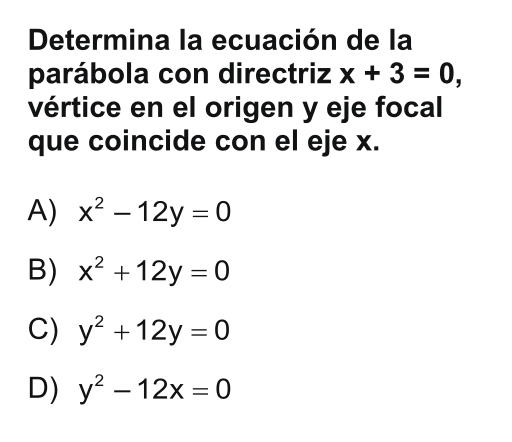 Determina la ecuación de la
parábola con directriz x + 3 = 0,
vértice en el origen y eje focal
que coincide con el eje x.
A) x² – 12y = 0
B) x² + 12y = 0
C) y² + 12y = 0
D) y² – 12x = 0